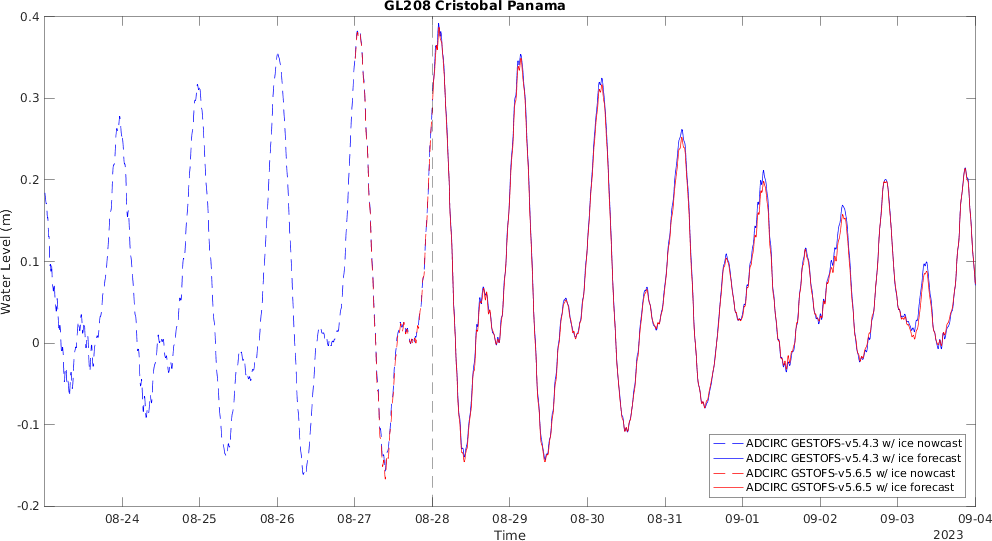 GL208 Cristobal Panama
0.4
0.3
0.2
0.1
0
-0.1
-0.2
Water Level (m)
ADCIRC GESTOFS-v5.4.3 w/ ice nowcast
ADCIRC GESTOFS-v5.4.3 w/ ice forecast
ADCIRC GSTOFS-v5.6.5 w/ ice nowcast
ADCIRC GSTOFS-v5.6.5 w/ ice forecast
08-24 08-25 08-26 08-27 08-28 08-29 08-30 08-31 09-01 09-02 09-03 09-04
Time
2023